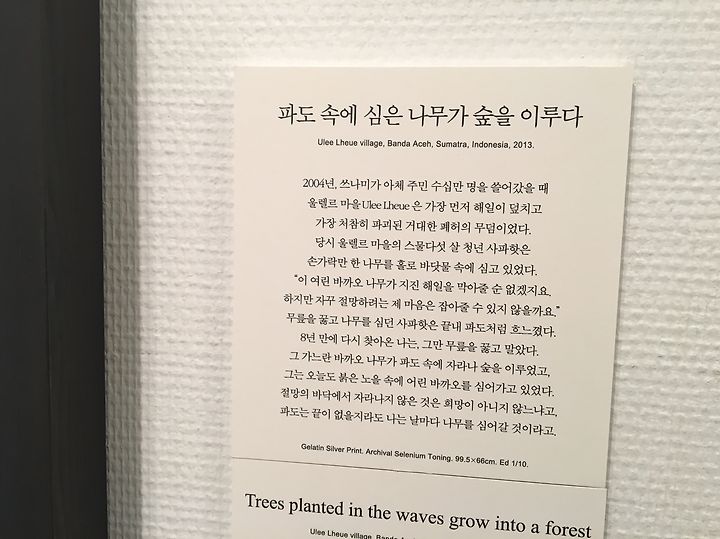 파도 속에 심은 나무가 숲을 이루다
Ulee Lheue village, Banda Aceh, Sumatra, Indonesia, 2013.
2004년, 쓰나미가 아체 주민 수십만 명을 쓸어갔을 때
울렐르 마을Ulee Lheue 은 가장 먼저 해일이 덮치고
가장 처참히 파괴된 거대한 폐허의 무덤이었다.
당시 울렐르 마을의 스물다섯 살 청년 사파핫은
손가락만 한 나무를 홀로 바닷물 속에 심고 있었다.
“이 여린 바까오 나무가 지진 해일을 막아줄 순 없겠지요.
하지만 자꾸 절망하려는 제 마음은 잡아줄 수 있지 않을까요.”
무릎을 꿇고 나무를 심던 사파핫은 끝내 파도처럼 흐느꼈다.
8년 만에 다시 찾아온 나는, 그만 무릎을 꿇고 말았다.
그 가느란 바까오 나무가 파도 속에 자라나 숲을 이루었고,
그는 오늘도 붉은 노을 속에 어린 바까오를 심어가고 있었다.
절망의 바닥에서 자라나지 않은 것은 희망이 아니지 않느냐고,
파도는 끝이 없을지라도 나는 날마다 나무를 심어갈 것이라고.
Gelatin Silver Print. Archival Selenium Toning. 99.5×66cm. Ed 1/10.
Trees planted in the waves grow into a forest
Ulee Lheue village, Banda